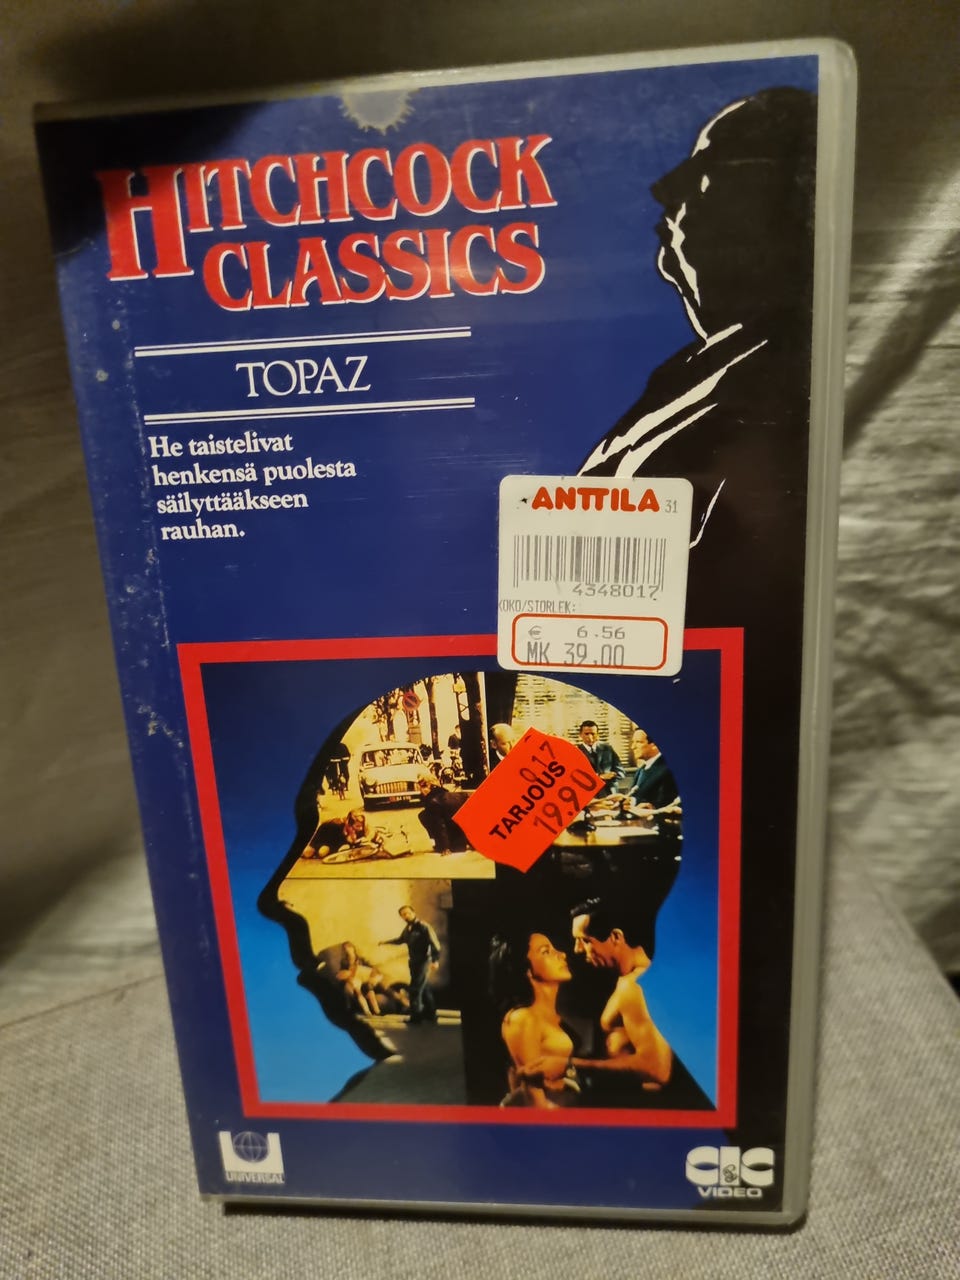 HITCHCOCK
CLASSICS
TOPAZ
He taistelivat
henkensä puolesta
säilyttääkseen
rauhan.
ANTTILA 31
4348017
KOKO/STORLEK:
€ 6.56
MK 39,00
017
TARJOUS
19.90
UNIVERSAL
CIC
VIDEO